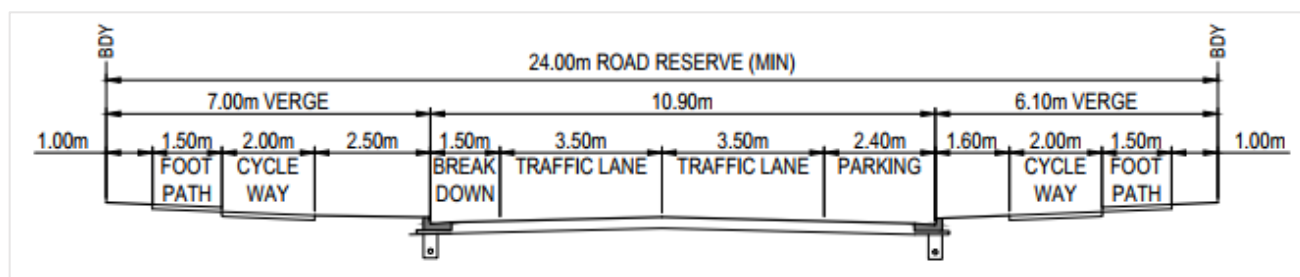 BDY
BDY
24.00m ROAD RESERVE (MIN)
7.00m VERGE
10.90m
6.10m VERGE
1.00m
1.50m
2.00m
2.50m
1.50m
3.50m
3.50m
2.40m
1.60m
2.00m
1.50m
1.00m
FOOT
PATH
CYCLE
WAY
BREAK
DOWN
TRAFFIC LANE
TRAFFIC LANE
PARKING
CYCLE
WAY
FOOT
PATH